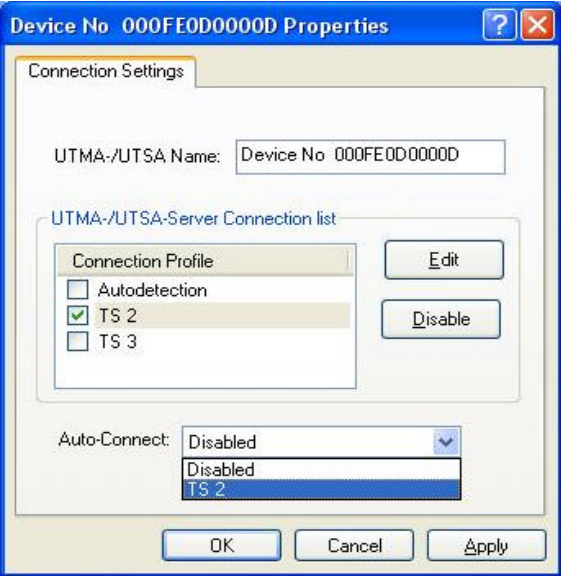 Device No 000FE0D0000D Properties
Connection Settings
UTMA-/UTSA Name: Device No 000FE0D0000D
UTMA-/UTSA-Server Connection list
Connection Profile
Edit
Autodetection
TS 2
Disable
TS 3
Auto-Connect: Disabled
Disabled
TS 2
OK Cancel Apply